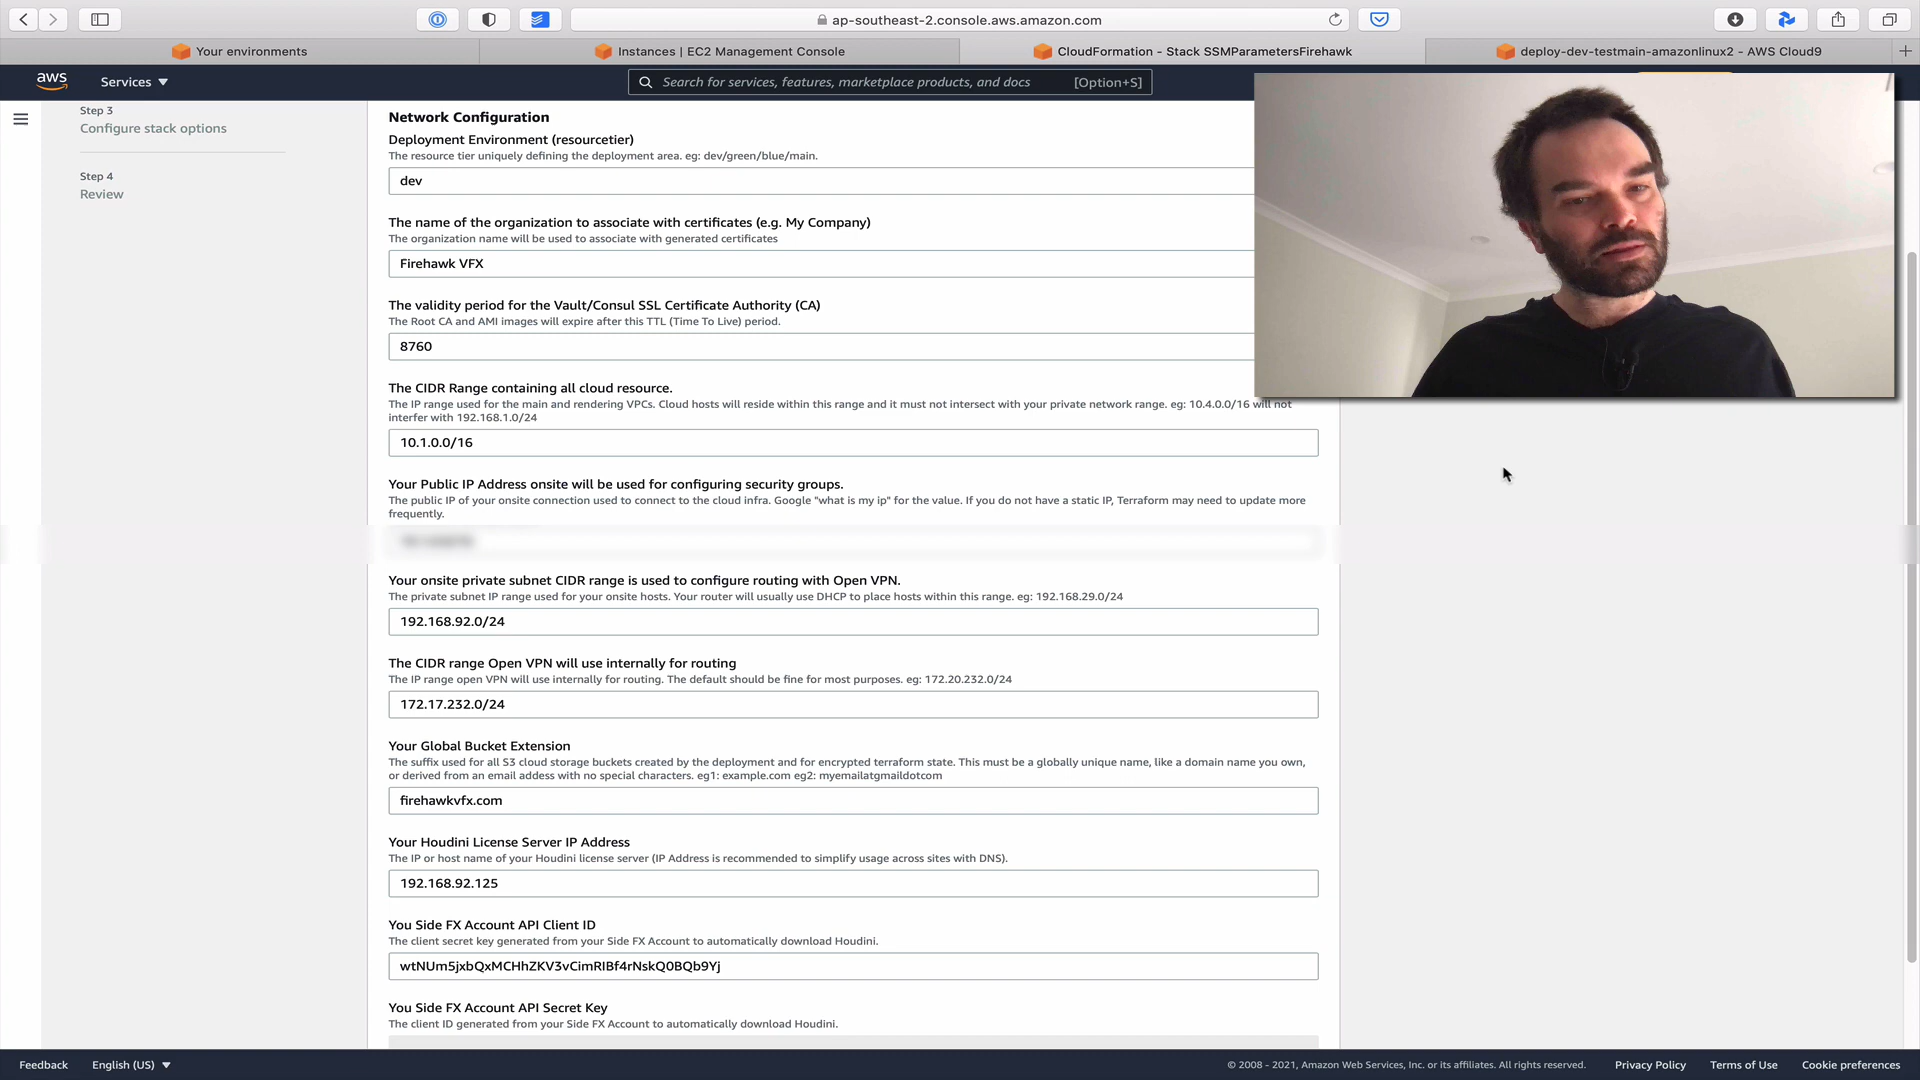 ap-southeast-2.console.aws.amazon.com
Your environments
Instances | EC2 Management Console
CloudFormation - Stack SSMParametersFirehawk
deploy-dev-testmain-amazonlinux2 - AWS Cloud9
aws
Services
Search for services, features, marketplace products, and docs
[Option+S]
Step 3
Configure stack options
Step 4
Review
Network Configuration
Deployment Environment (resourcetier)
The resource tier uniquely defining the deployment area. eg: dev/green/blue/main.
dev
The name of the organization to associate with certificates (e.g. My Company)
The organization name will be used to associate with generated certificates
Firehawk VFX
The validity period for the Vault/Consul SSL Certificate Authority (CA)
The Root CA and AMI images will expire after this TTL (Time To Live) period.
8760
The CIDR Range containing all cloud resource.
The IP range used for the main and rendering VPCs. Cloud hosts will reside within this range and it must not intersect with your private network range. eg: 10.4.0.0/16 will not
interfer with 192.168.1.0/24
10.1.0.0/16
Your Public IP Address onsite will be used for configuring security groups.
The public IP of your onsite connection used to connect to the cloud infra. Google "what is my ip" for the value. If you do not have a static IP, Terraform may need to update more
frequently.
Your onsite private subnet CIDR range is used to configure routing with Open VPN.
The private subnet IP range used for your onsite hosts. Your router will usually use DHCP to place hosts within this range. eg: 192.168.29.0/24
192.168.92.0/24
The CIDR range Open VPN will use internally for routing
The IP range open VPN will use internally for routing. The default should be fine for most purposes. eg: 172.20.232.0/24
172.17.232.0/24
Your Global Bucket Extension
The suffix used for all S3 cloud storage buckets created by the deployment and for encrypted terraform state. This must be a globally unique name, like a domain name you own,
or derived from an email addess with no special characters. eg1: example.com eg2: myemailatgmaildotcom
firehawkvfx.com
Your Houdini License Server IP Address
The IP or host name of your Houdini license server (IP Address is recommended to simplify usage across sites with DNS).
192.168.92.125
You Side FX Account API Client ID
The client secret key generated from your Side FX Account to automatically download Houdini.
wtNUm5jxbQxMCHhZKV3vCimRIBf4rNskQ0BQb9Yj
You Side FX Account API Secret Key
The client ID generated from your Side FX Account to automatically download Houdini.
Feedback
English (US)
© 2008 - 2021, Amazon Web Services, Inc. or its affiliates. All rights reserved.
Privacy Policy
Terms of Use
Cookie preferences